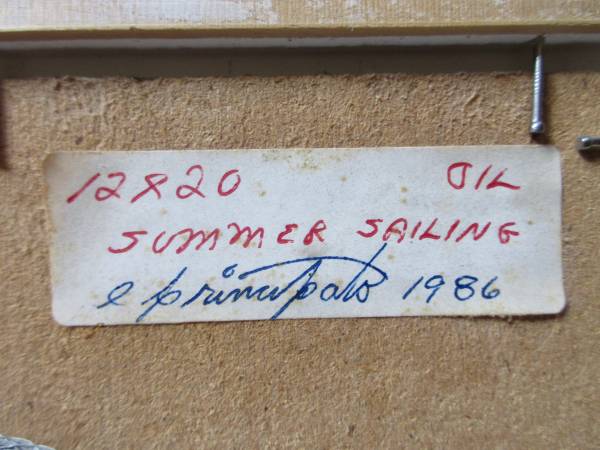 12X20 OIL
SUMMER SAILING
e principato 1986